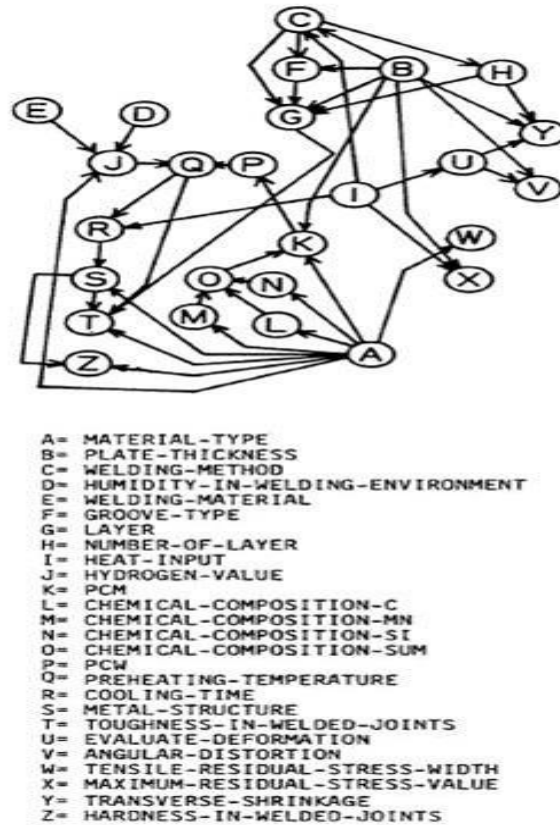 C
F
B
H
E
D
G
Y
J
Q
P
U
V
I
R
K
W
S
O
N
X
T
M
L
Z
A
A= MATERIAL-TYPE
B= PLATE-THICKNESS
C= WELDING-METHOD
D= HUMIDITY-IN-WELDING-ENVIRONMENT
E= WELDING-MATERIAL
F= GROOVE-TYPE
G= LAYER
H= NUMBER-OF-LAYER
I= HEAT-INPUT
J= HYDROGEN-VALUE
K= PCM
L= CHEMICAL-COMPOSITION-C
M= CHEMICAL-COMPOSITION-MN
N= CHEMICAL-COMPOSITION-SI
O= CHEMICAL-COMPOSITION-SUM
P= PCW
Q= PREHEATING-TEMPERATURE
R= COOLING-TIME
S= METAL-STRUCTURE
T= TOUGHNESS-IN-WELDED-JOINTS
U= EVALUATE-DEFORMATION
V= ANGULAR-DISTORTION
W= TENSILE-RESIDUAL-STRESS-WIDTH
X= MAXIMUM-RESIDUAL-STRESS-VALUE
Y= TRANSVERSE-SHRINKAGE
Z= HARDNESS-IN-WELDED-JOINTS